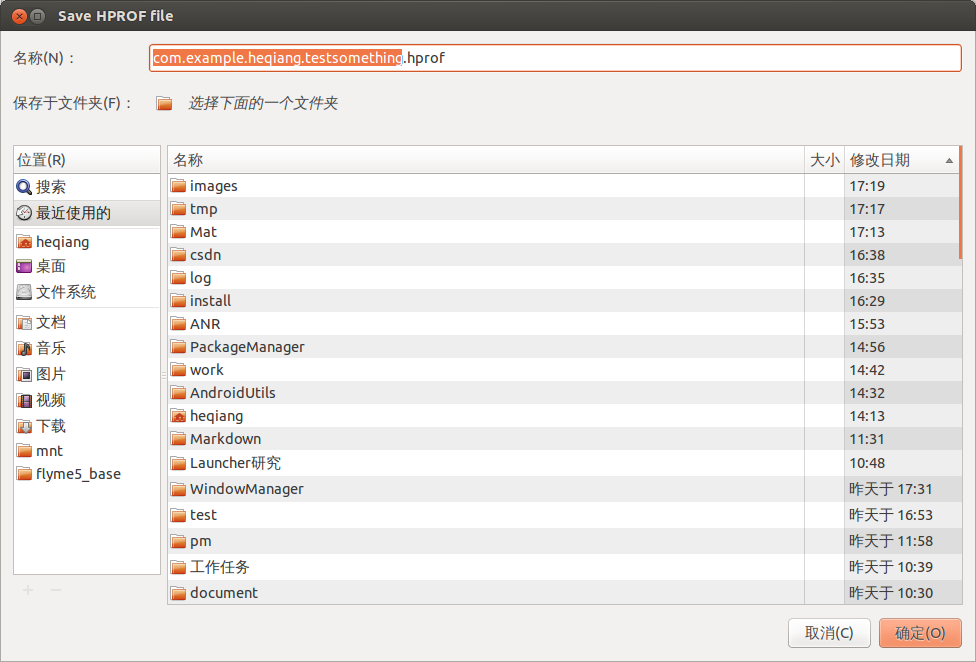 Save HPROF file
名称(N)：
com.example.heqiang.testsomething.hprof
保存于文件夹(F)：
选择下面的一个文件夹
位置(R)
搜索
最近使用的
heqiang
桌面
文件系统
文档
音乐
图片
视频
下载
mnt
flyme5_base
名称 大小 修改日期
images 17:19
tmp 17:17
Mat 17:13
csdn 16:38
log 16:35
install 16:29
ANR 15:53
PackageManager 14:56
work 14:42
AndroidUtils 14:32
heqiang 14:13
Markdown 11:31
Launcher研究 10:48
WindowManager 昨天于 17:31
test 昨天于 16:53
pm 昨天于 11:58
工作任务 昨天于 10:39
document 昨天于 10:30
取消(C) 确定(O)